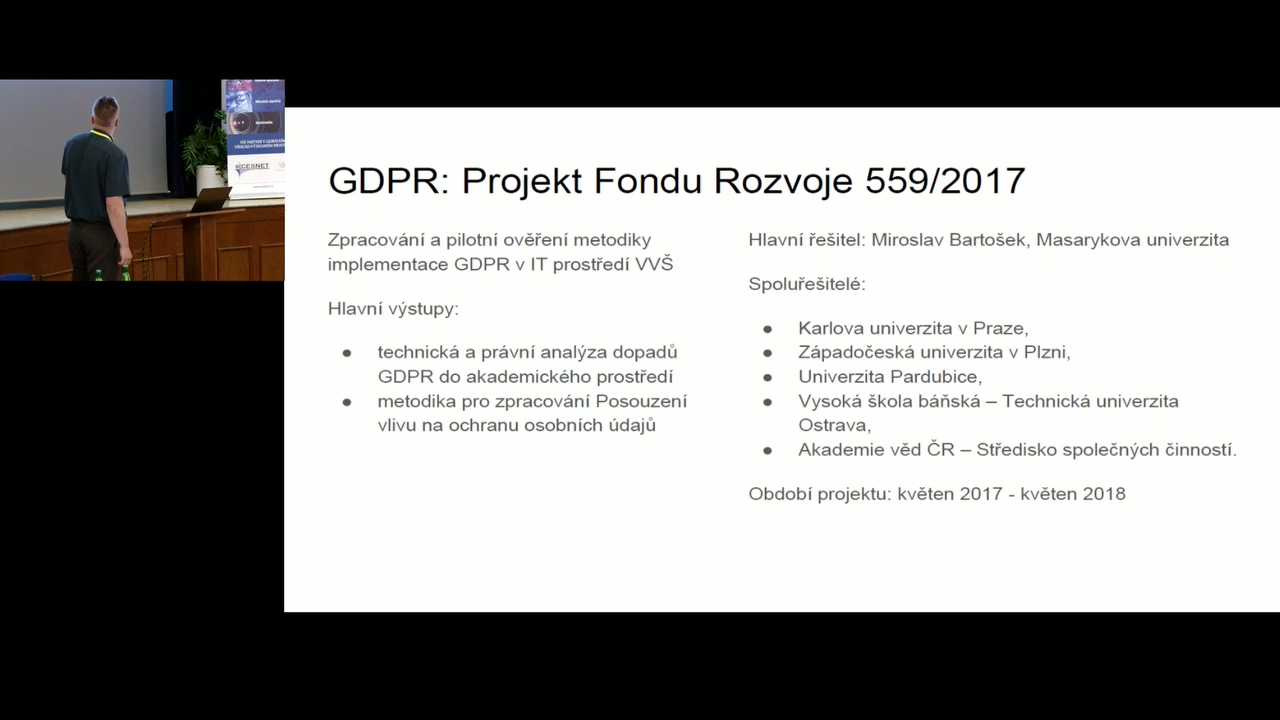 CESNET
GDPR: Projekt Fondu Rozvoje 559/2017
Zpracování a pilotní ověření metodiky
implementace GDPR v IT prostředí VVŠ
Hlavní výstupy:
● technická a právní analýza dopadů
GDPR do akademického prostředí
● metodika pro zpracování Posouzení
vlivu na ochranu osobních údajů
Hlavní řešitel: Miroslav Bartošek, Masarykova univerzita
Spoluřešitelé:
● Karlova univerzita v Praze,
● Západočeská univerzita v Plzni,
● Univerzita Pardubice,
● Vysoká škola báňská – Technická univerzita
Ostrava,
● Akademie věd ČR – Středisko společných činností.
Období projektu: květen 2017 - květen 2018